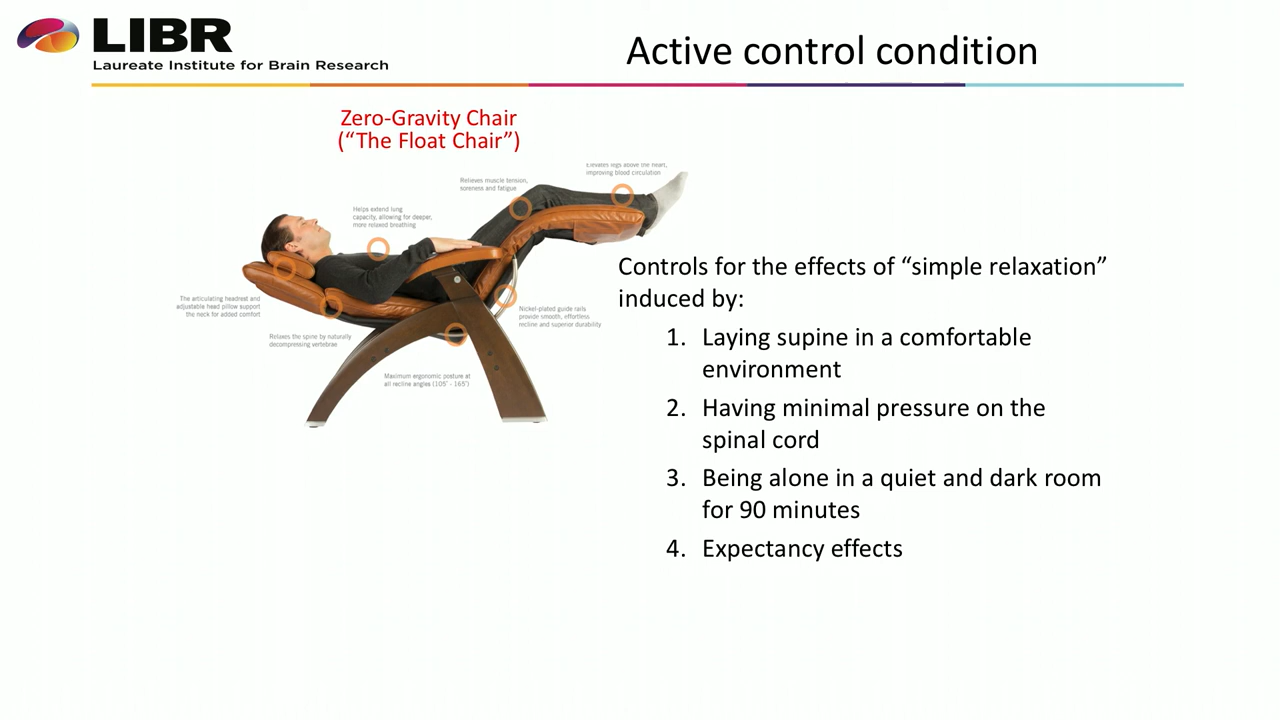 LIBR
Laureate Institute for Brain Research
Active control condition
Zero-Gravity Chair
(“The Float Chair”)
Elevates legs above the heart,
improving blood circulation
Relieves muscle tension,
soreness and fatigue
Helps extend lung
capacity, allowing for deeper,
more relaxed breathing
The articulating headrest and
adjustable head pillow support
the neck for added comfort
Relaxes the spine by naturally
decompressing vertebrae
Nickel-plated guide rails
provide smooth, effortless
recline and superior durability
Maximum ergonomic posture at
all recline angles (105° - 165°)
Controls for the effects of “simple relaxation”
induced by:
1. Laying supine in a comfortable
environment
2. Having minimal pressure on the
spinal cord
3. Being alone in a quiet and dark room
for 90 minutes
4. Expectancy effects